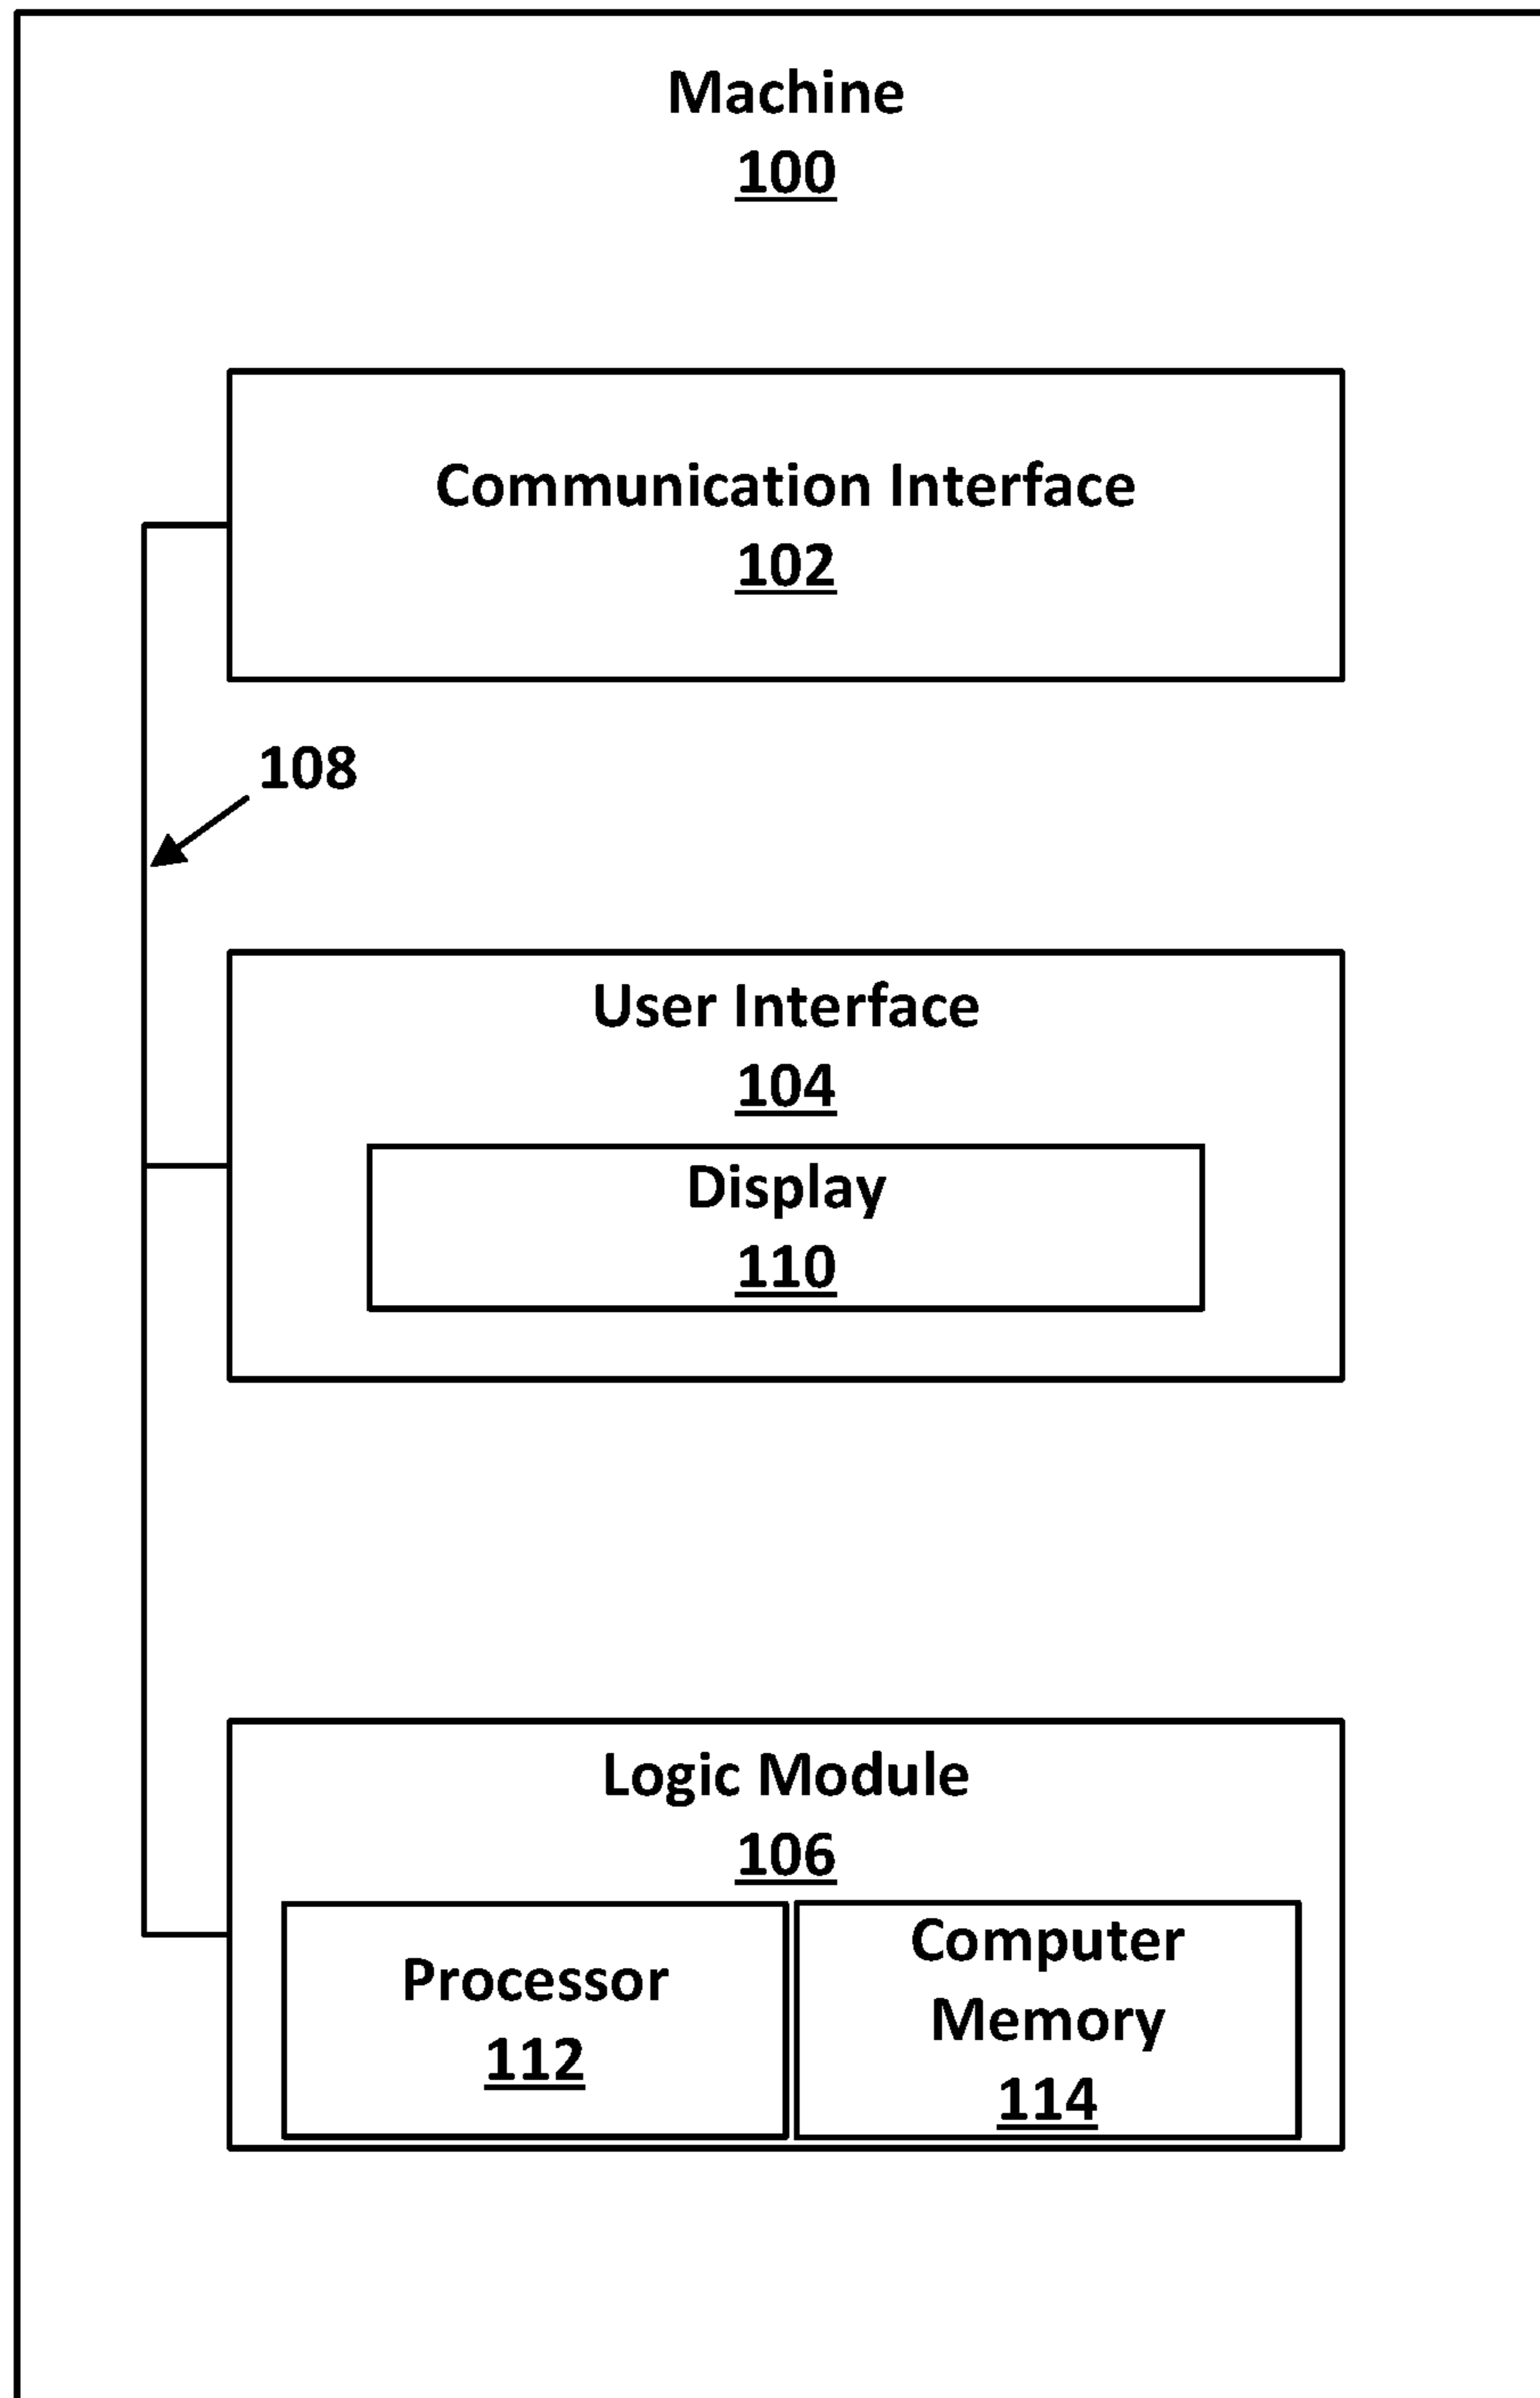 Machine
100
Communication Interface
102
108
User Interface
104
Display
110
Logic Module
106
Processor
112
Computer
Memory
114